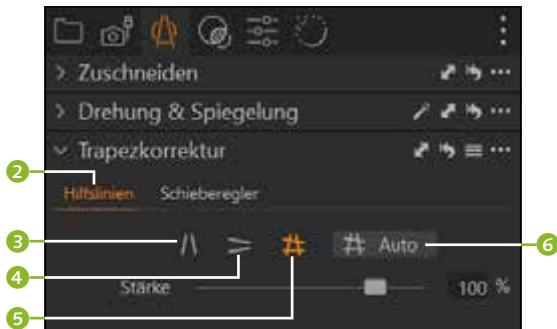 Zuschneiden
Drehung & Spiegelung
Trapezkorrektur
2
Hilfslinien Schieberegler
3
4
5
Auto
6
Stärke 100 %